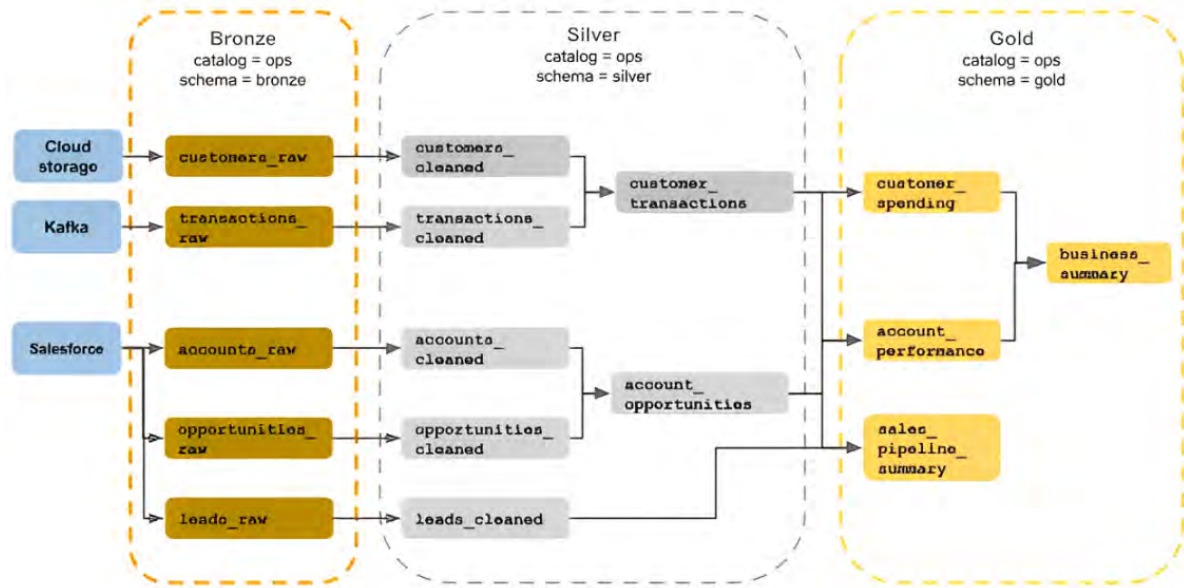 Bronze
catalog = ops
schema = bronze
Silver
catalog = ops
schema = silver
Gold
catalog = ops
schema = gold
Cloud
storage
customers_raw
customers_
cleaned
customer_
transactions
customer_
spending
Kafka
transactions_
raw
transactions_
cleaned
business_
summary
Salesforce
accounts_raw
accounts_
cleaned
account_
performance
account_
opportunities
opportunities_
raw
opportunities_
cleaned
sales_
pipeline_
summary
leads_raw
leads_cleaned